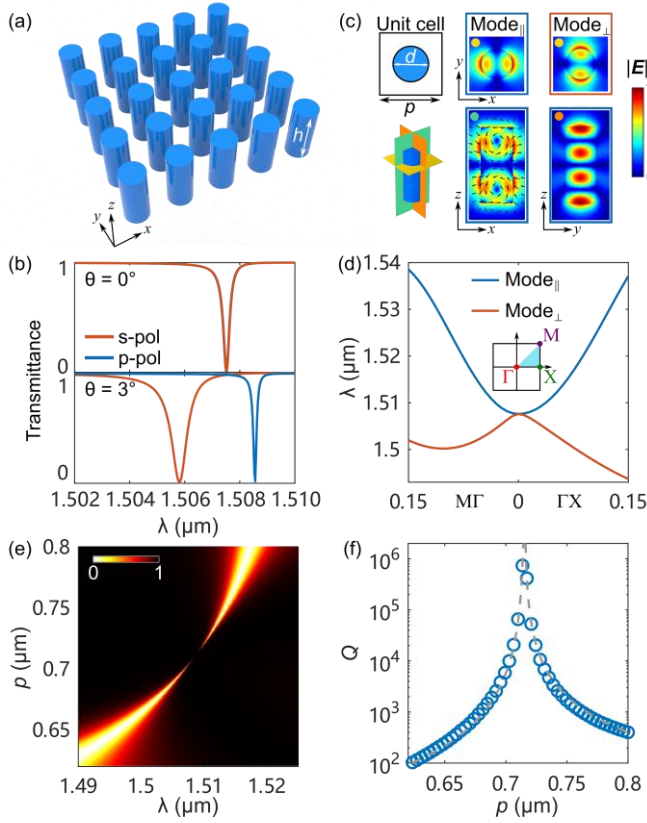 (a)
h
z
y
x
(b)
1
θ = 0°
s-pol
p-pol
0
1
θ = 3°
0
Transmittance
1.502 1.506 1.508 1.510
λ (μm)
(c)
Unit cell
d
p
Mode∥
Mode⊥
|E|
y
x
z
x
z
y
(d)
1.54
1.53
1.52
1.51
1.5
λ (μm)
Mode∥
Mode⊥
M
Γ
X
0.15 MΓ 0 ΓX 0.15
(e)
0.8
0.75
0.7
0.65
p (μm)
0 1
1.49 1.5 1.51 1.52
λ (μm)
(f)
10⁶
10⁵
10⁴
10³
10²
Q
0.65 0.7 0.75 0.8
p (μm)